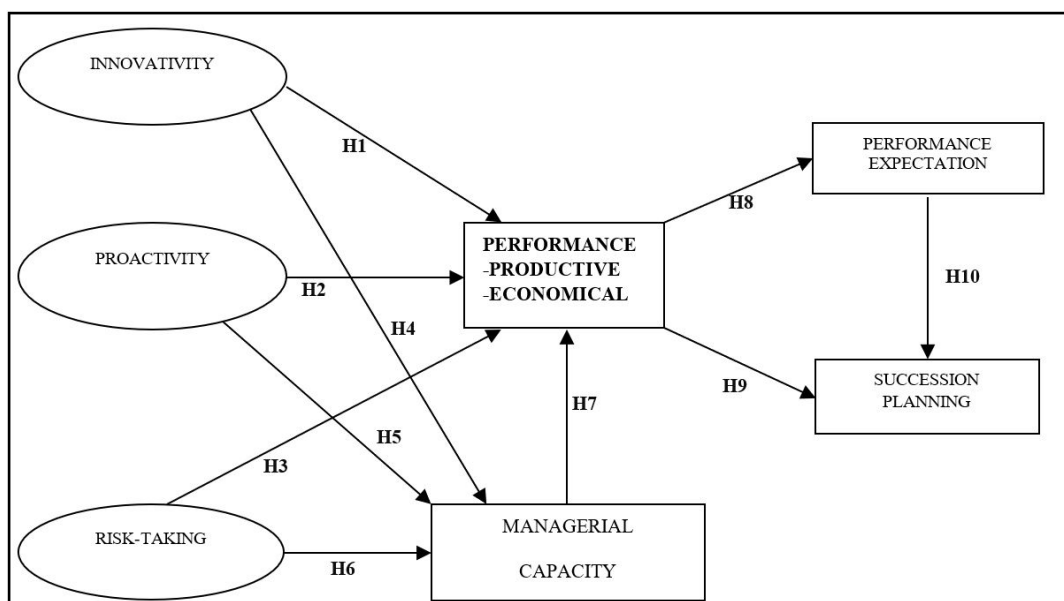 INNOVATIVITY
H1
PERFORMANCE
EXPECTATION
H8
PROACTIVITY
PERFORMANCE
-PRODUCTIVE
-ECONOMICAL
H2
H10
H4
H9
SUCCESSION
PLANNING
H7
H5
H3
RISK-TAKING
H6
MANAGERIAL
CAPACITY